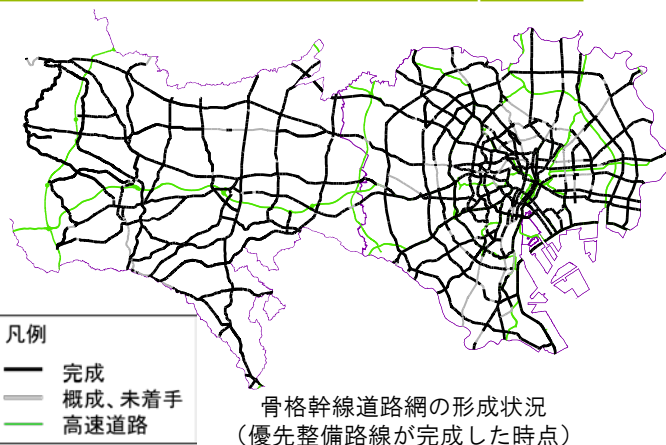 凡例
完成
概成、未着手
高速道路
骨格幹線道路網の形成状況
（優先整備路線が完成した時点）